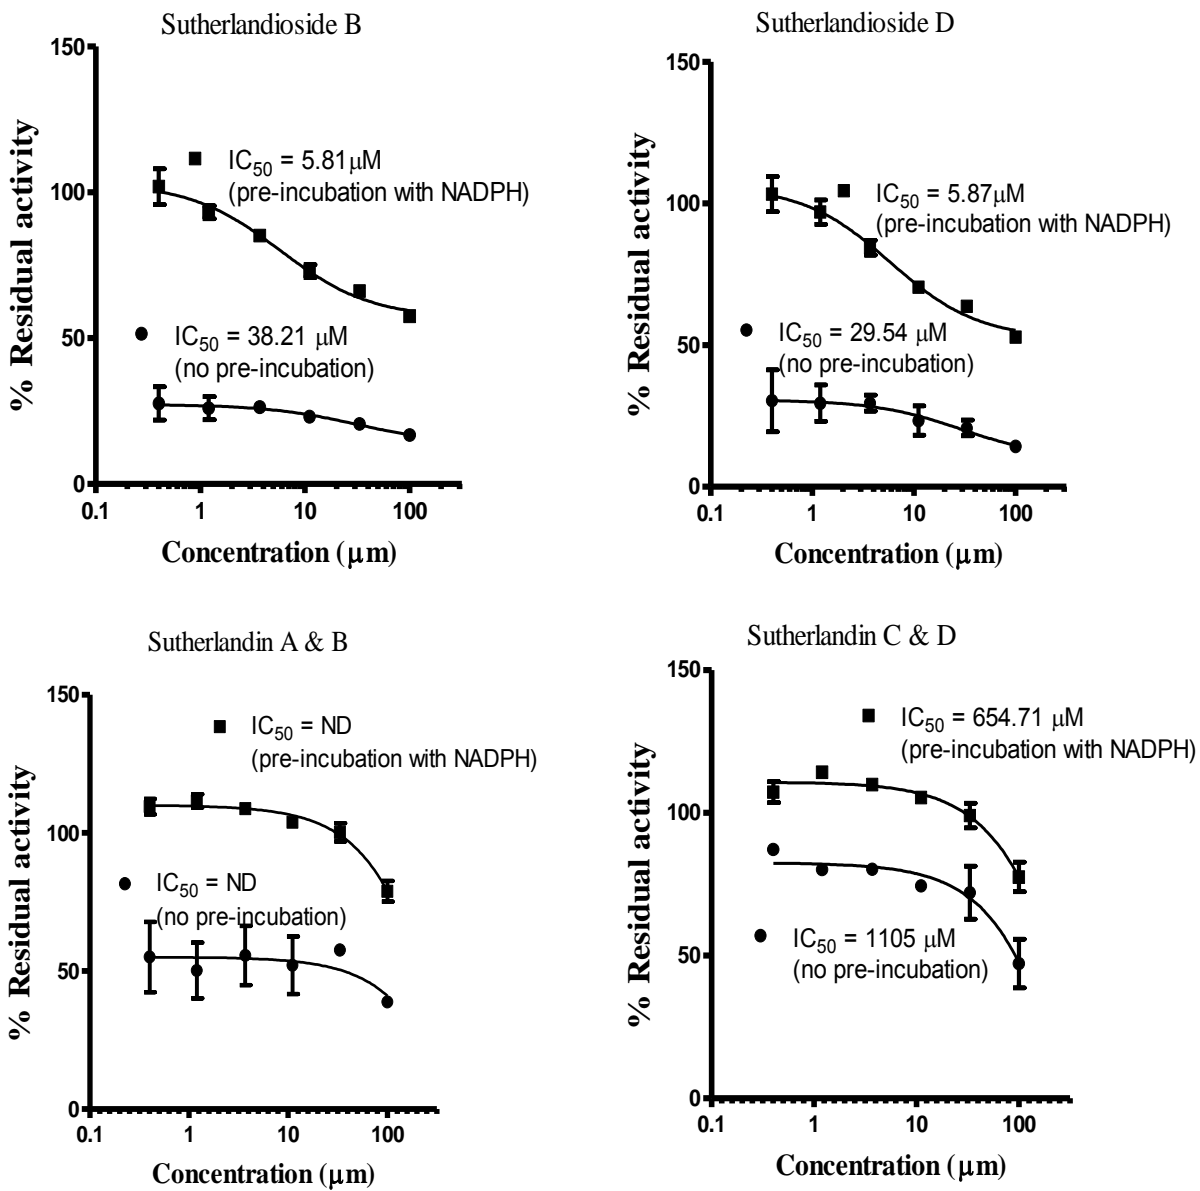 Sutherlandioside B
% Residual activity
150
100
50
0
IC50 = 5.81μM
(pre-incubation with NADPH)
IC50 = 38.21 μM
(no pre-incubation)
0.1 1 10 100
Concentration (μm)
Sutherlandioside D
% Residual activity
150
100
50
0
IC50 = 5.87μM
(pre-incubation with NADPH)
IC50 = 29.54 μM
(no pre-incubation)
0.1 1 10 100
Concentration (μm)
Sutherlandin A & B
% Residual activity
150
100
50
0
IC50 = ND
(pre-incubation with NADPH)
IC50 = ND
(no pre-incubation)
0.1 1 10 100
Concentration (μm)
Sutherlandin C & D
% Residual activity
150
100
50
0
IC50 = 654.71 μM
(pre-incubation with NADPH)
IC50 = 1105 μM
(no pre-incubation)
0.1 1 10 100
Concentration (μm)